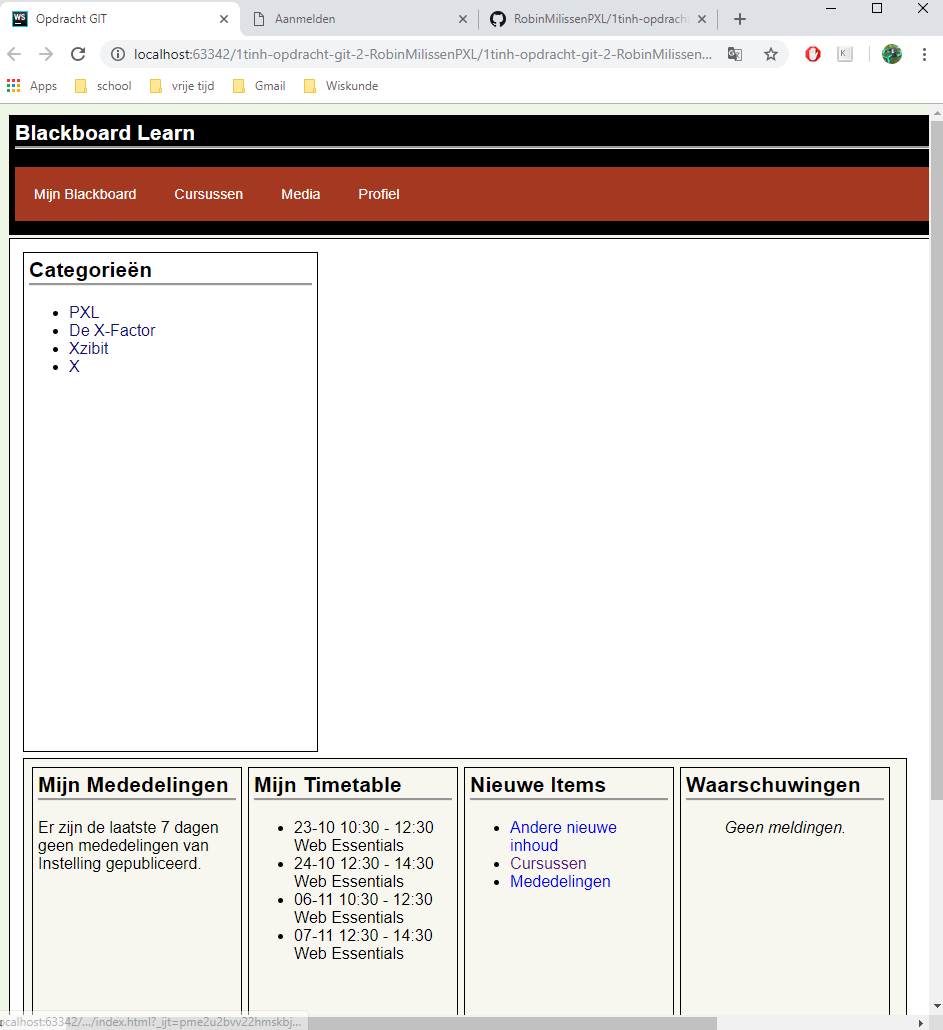 Opdracht GIT
Aanmelden
RobinMilissenPXL/1tinh-opdracht
localhost:63342/1tinh-opdracht-git-2-RobinMilissenPXL/1tinh-opdracht-git-2-RobinMilissen...
Apps school vrije tijd Gmail Wiskunde
Blackboard Learn
Mijn Blackboard Cursussen Media Profiel
Categorieën
PXL
De X-Factor
Xzibit
X
Mijn Mededelingen
Er zijn de laatste 7 dagen
geen mededelingen van
Instelling gepubliceerd.
Mijn Timetable
23-10 10:30 - 12:30
Web Essentials
24-10 12:30 - 14:30
Web Essentials
06-11 10:30 - 12:30
Web Essentials
07-11 12:30 - 14:30
Web Essentials
Nieuwe Items
Andere nieuwe
inhoud
Cursussen
Mededelingen
Waarschuwingen
Geen meldingen.
ocalhost:63342/.../index.html?_ijt=pme2u2bvv22hmskbj...